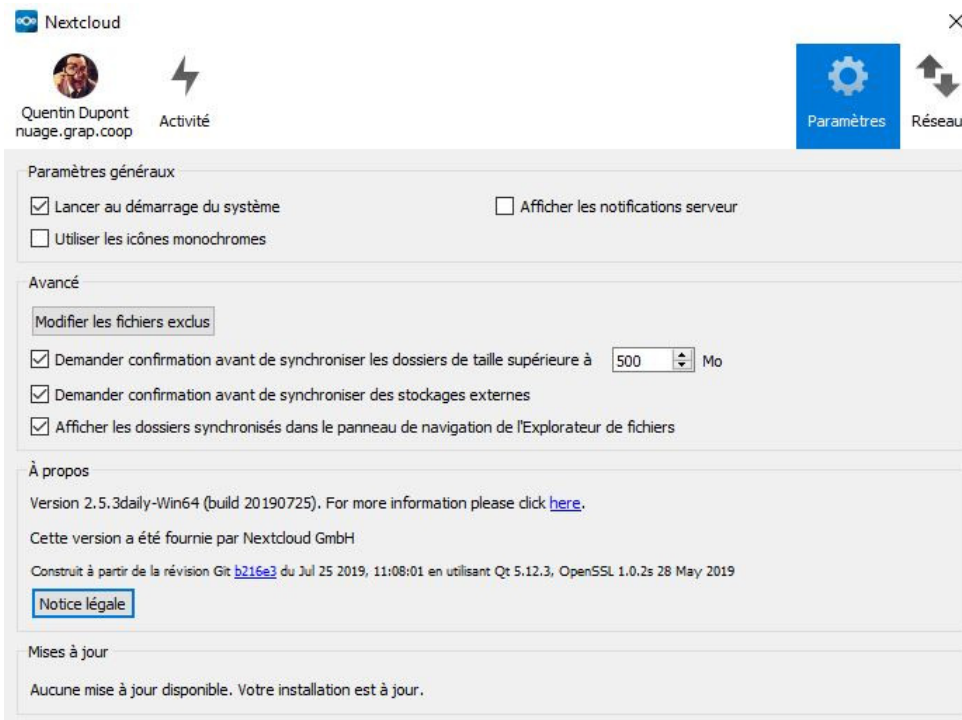 Nextcloud
Quentin Dupont
nuage.grap.coop
Activité
Paramètres
Réseau
Paramètres généraux
Lancer au démarrage du système
Afficher les notifications serveur
Utiliser les icônes monochromes
Avancé
Modifier les fichiers exclus
Demander confirmation avant de synchroniser les dossiers de taille supérieure à 500 Mo
Demander confirmation avant de synchroniser des stockages externes
Afficher les dossiers synchronisés dans le panneau de navigation de l'Explorateur de fichiers
À propos
Version 2.5.3daily-Win64 (build 20190725). For more information please click here.
Cette version a été fournie par Nextcloud GmbH
Construit à partir de la révision Git b216e3 du Jul 25 2019, 11:08:01 en utilisant Qt 5.12.3, OpenSSL 1.0.2s 28 May 2019
Notice légale
Mises à jour
Aucune mise à jour disponible. Votre installation est à jour.